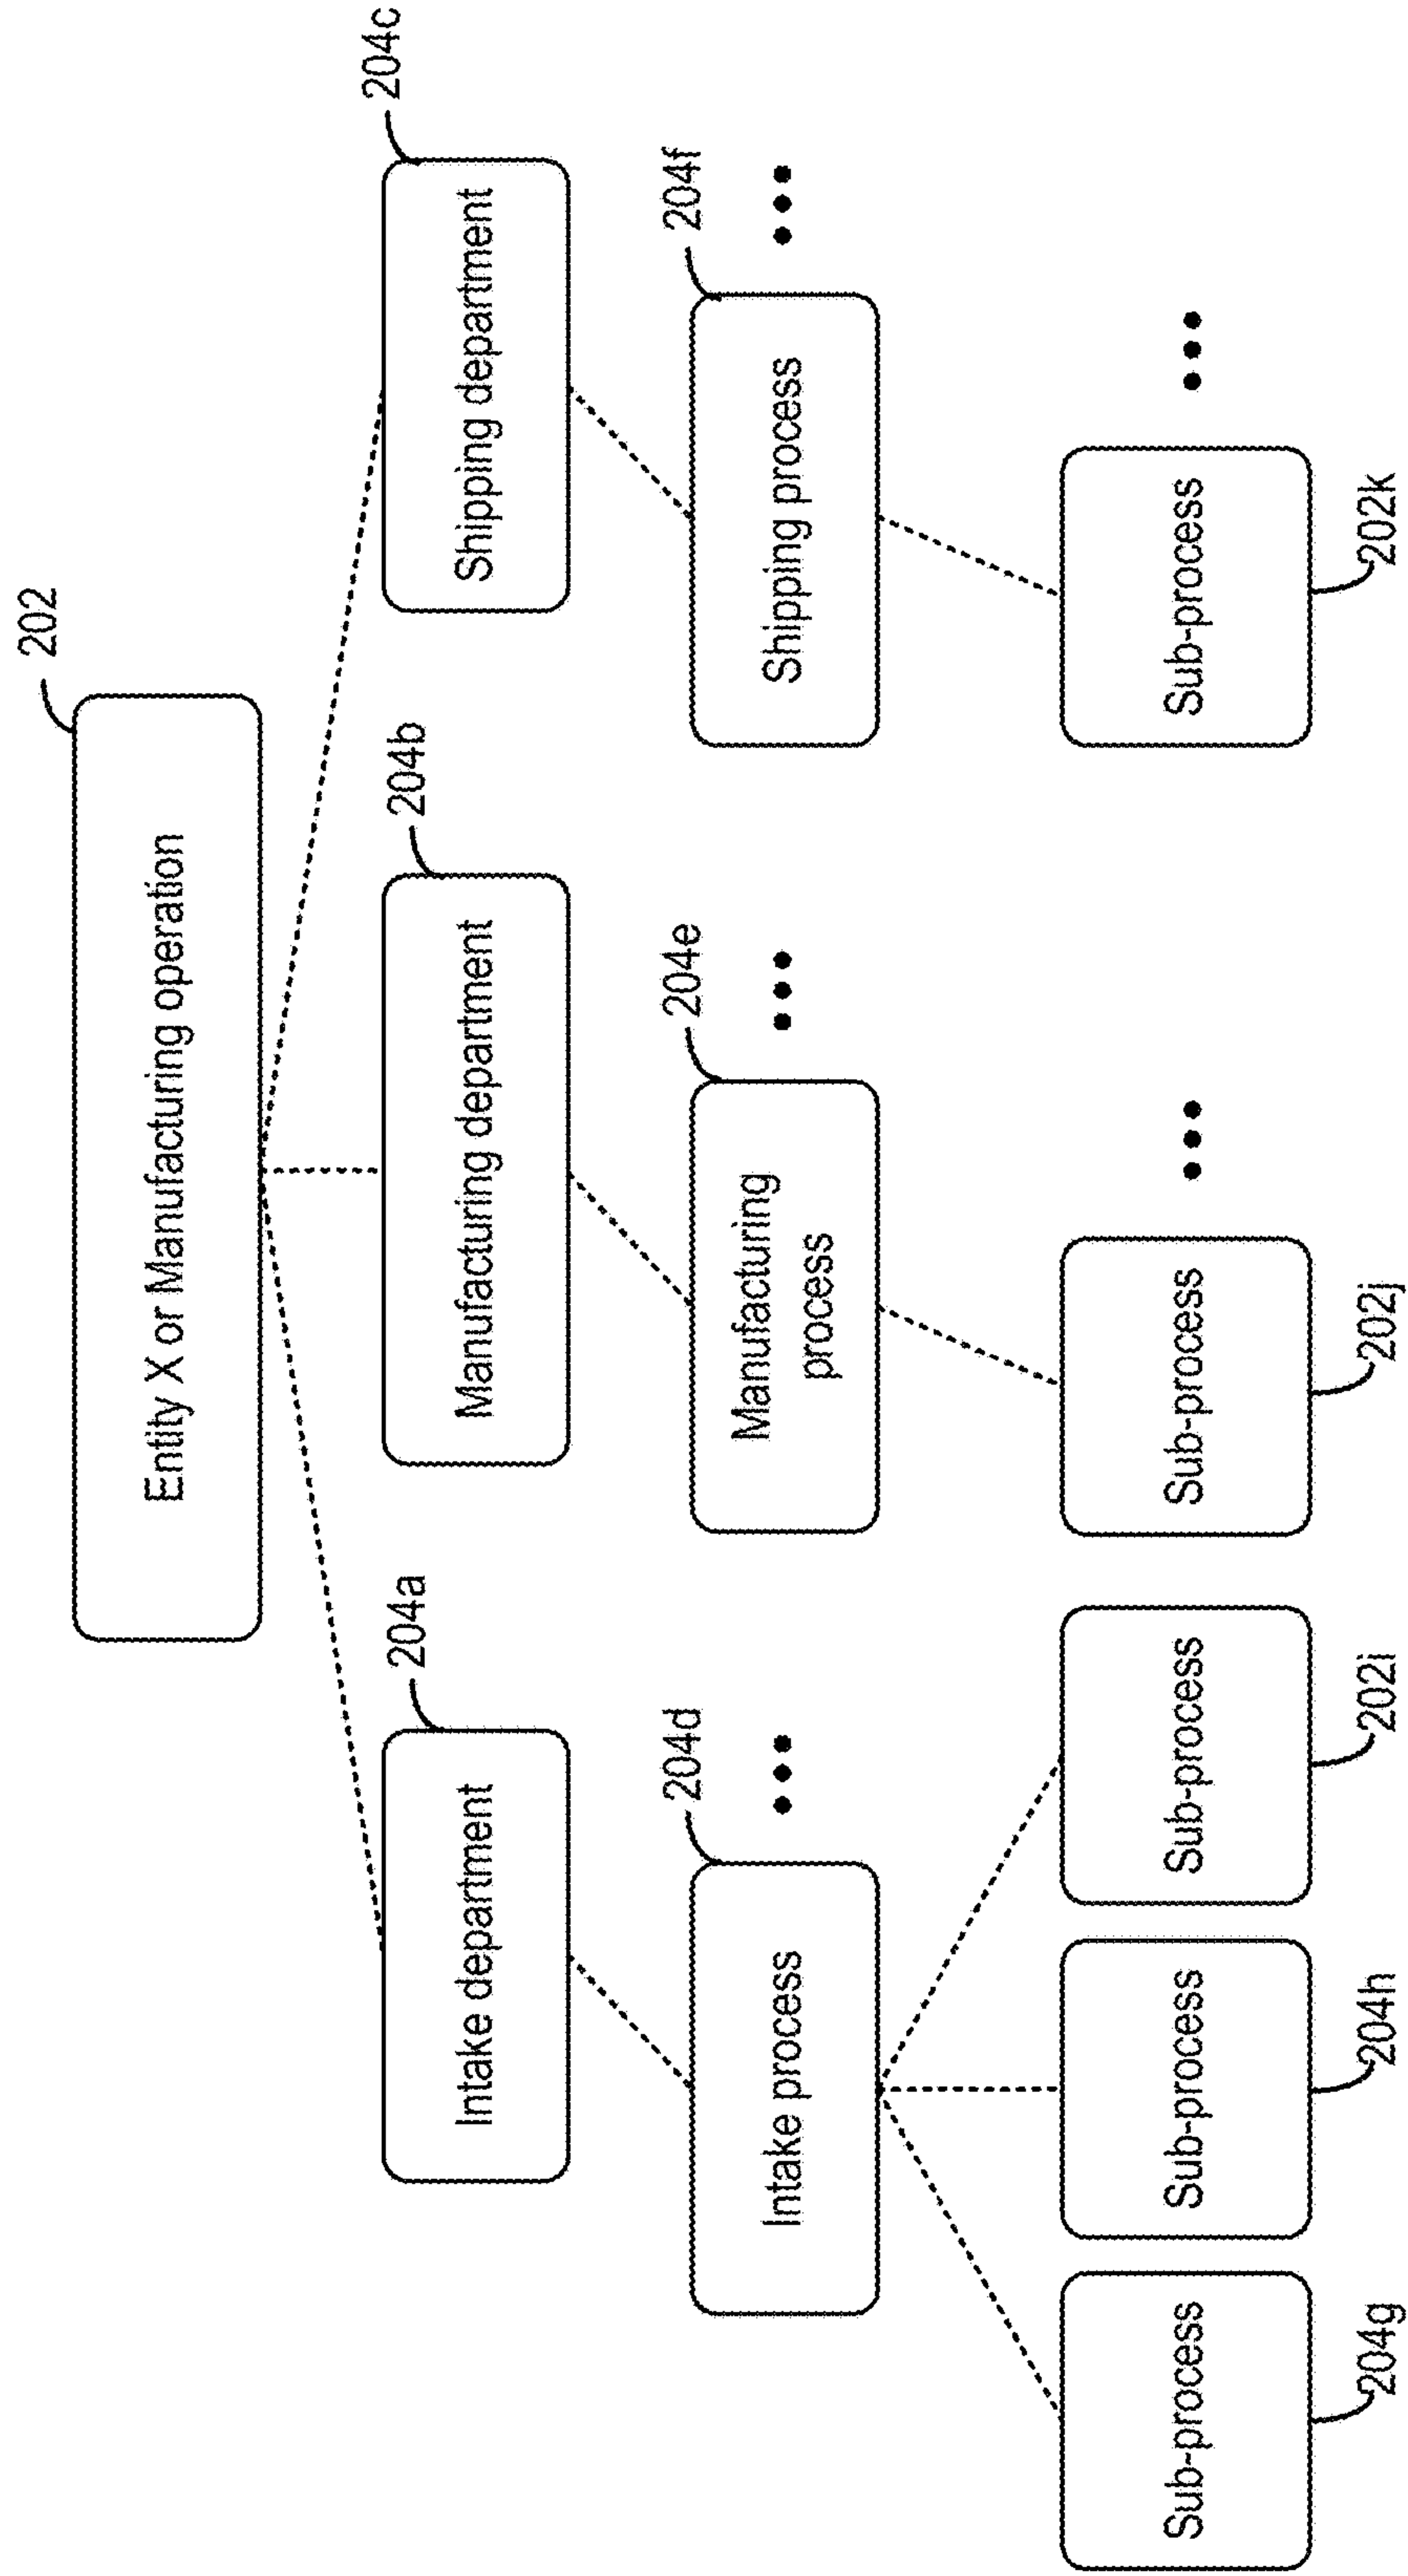 202
Entity X or Manufacturing operation
204a
204b
204c
Intake department
Manufacturing department
Shipping department
204d
204e
204f
Intake process
Manufacturing
process
Shipping process
Sub-process
Sub-process
Sub-process
Sub-process
Sub-process
204g
204h
202i
202j
202k